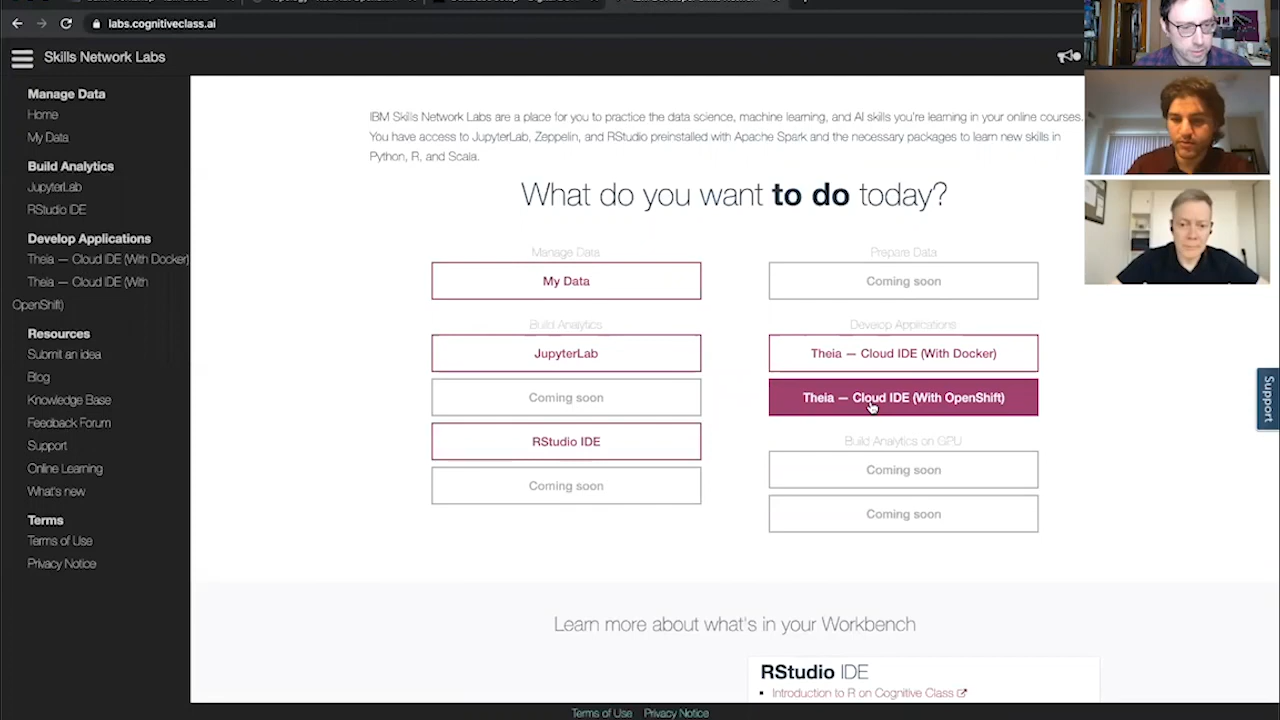 labs.cognitiveclass.ai
Skills Network Labs
Manage Data
Home
My Data
Build Analytics
JupyterLab
RStudio IDE
Develop Applications
Theia — Cloud IDE (With Docker)
Theia — Cloud IDE (With
OpenShift)
Resources
Submit an idea
Blog
Knowledge Base
Feedback Forum
Support
Online Learning
What's new
Terms
Terms of Use
Privacy Notice
IBM Skills Network Labs are a place for you to practice the data science, machine learning, and AI skills you're learning in your online courses.
You have access to JupyterLab, Zeppelin, and RStudio preinstalled with Apache Spark and the necessary packages to learn new skills in
Python, R, and Scala.
What do you want to do today?
Manage Data
My Data
Build Analytics
JupyterLab
Coming soon
RStudio IDE
Coming soon
Prepare Data
Coming soon
Develop Applications
Theia — Cloud IDE (With Docker)
Theia — Cloud IDE (With OpenShift)
Build Analytics on GPU
Coming soon
Coming soon
Support
Learn more about what's in your Workbench
RStudio IDE
Introduction to R on Cognitive Class
Terms of Use Privacy Notice